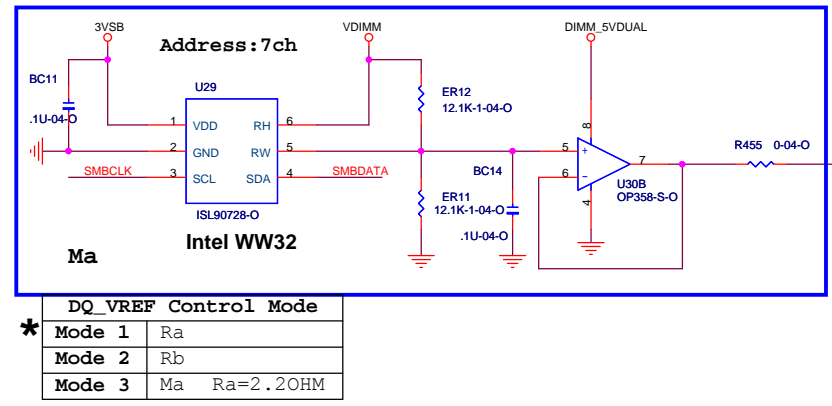 3VSB VDIMM DIMM_5VDUAL
Address:7ch
BC11
.1U-04-O
U29
1 VDD RH 6
2 GND RW 5
3 SCL SDA 4
SMBCLK SMBDATA
ISL90728-O
Intel WW32
Ma
ER12
12.1K-1-04-O
ER11
12.1K-1-04-O
BC14
.1U-04-O
8
5 + 7
6 −
4
U30B
OP358-S-O
R455 0-04-O
DQ_VREF Control Mode
* Mode 1 Ra
Mode 2 Rb
Mode 3 Ma Ra=2.2OHM